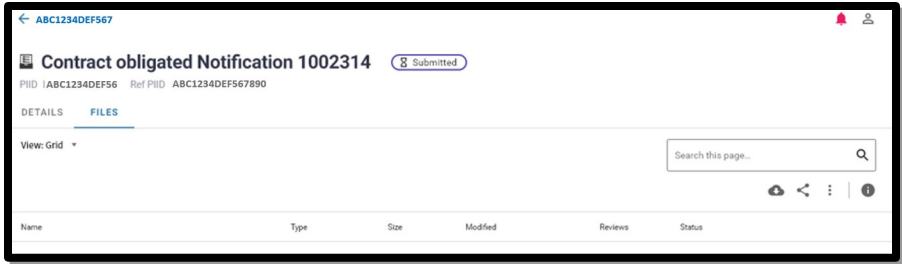 ABC1234DEF567
Contract obligated Notification 1002314 Submitted
PIID ABC1234DEF56 Ref PIID ABC1234DEF567890
DETAILS FILES
View: Grid
Search this page...
Name Type Size Modified Reviews Status